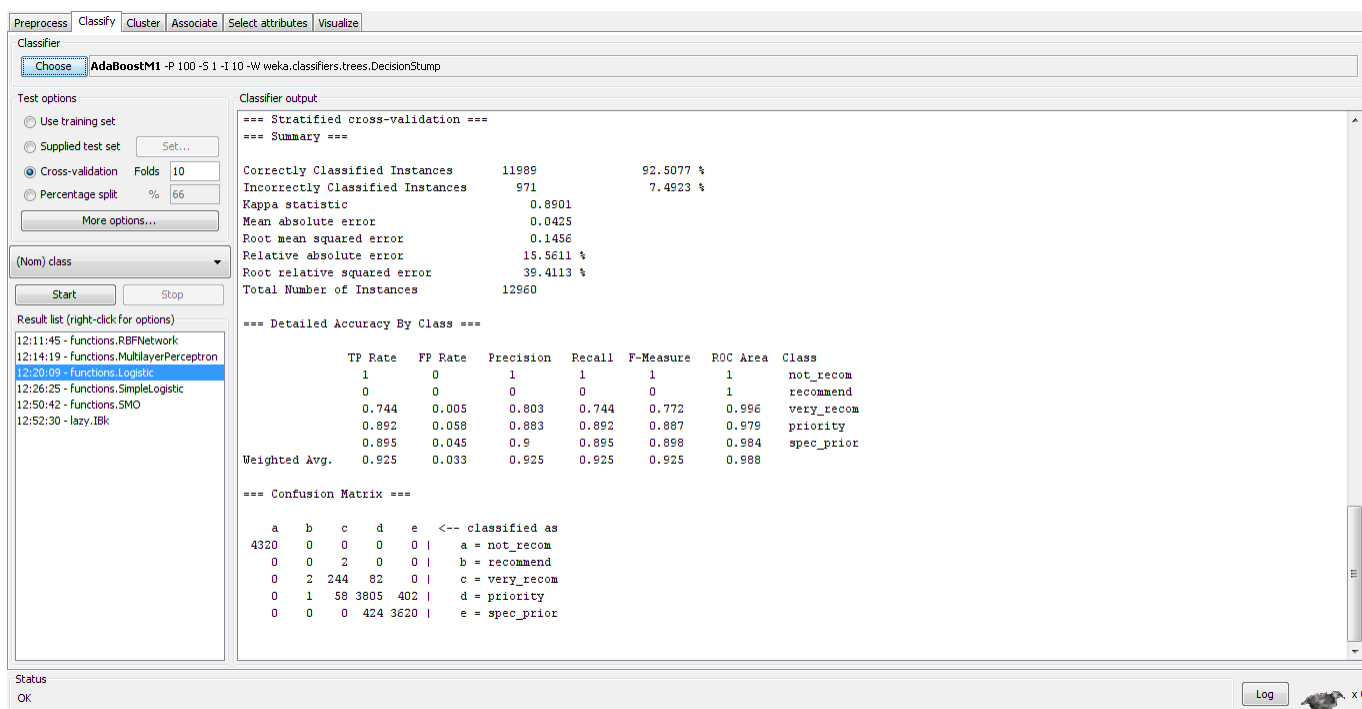 Preprocess Classify Cluster Associate Select attributes Visualize
Classifier
Choose AdaBoostM1 -P 100 -S 1 -I 10 -W weka.classifiers.trees.DecisionStump
Test options
Use training set
Supplied test set Set...
Cross-validation Folds 10
Percentage split % 66
More options...
(Nom) class
Start Stop
Result list (right-click for options)
12:11:45 - functions.RBFNetwork
12:14:19 - functions.MultilayerPerceptron
12:20:09 - functions.Logistic
12:26:25 - functions.SimpleLogistic
12:50:42 - functions.SMO
12:52:30 - lazy.IBk
Classifier output
=== Stratified cross-validation ===
=== Summary ===
Correctly Classified Instances 11989 92.5077 %
Incorrectly Classified Instances 971 7.4923 %
Kappa statistic 0.8901
Mean absolute error 0.0425
Root mean squared error 0.1456
Relative absolute error 15.5611 %
Root relative squared error 39.4113 %
Total Number of Instances 12960
=== Detailed Accuracy By Class ===
TP Rate FP Rate Precision Recall F-Measure ROC Area Class
1 0 1 1 1 1 not_recom
0 0 0 0 0 1 recommend
0.744 0.005 0.803 0.744 0.772 0.996 very_recom
0.892 0.058 0.883 0.892 0.887 0.979 priority
0.895 0.045 0.9 0.895 0.898 0.984 spec_prior
Weighted Avg. 0.925 0.033 0.925 0.925 0.925 0.988
=== Confusion Matrix ===
a b c d e <-- classified as
4320 0 0 0 0 | a = not_recom
0 0 2 0 0 | b = recommend
0 2 244 82 0 | c = very_recom
0 1 58 3805 402 | d = priority
0 0 0 424 3620 | e = spec_prior
Status
OK
Log
x